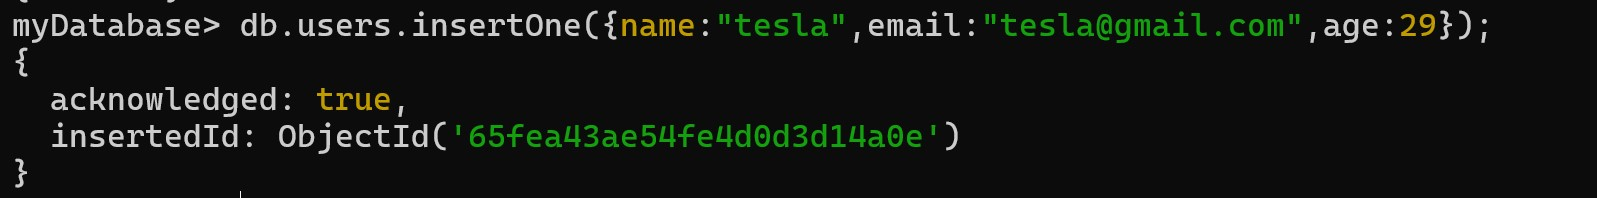 myDatabase> db.users.insertOne({name:"tesla",email:"tesla@gmail.com",age:29});
{
  acknowledged: true,
  insertedId: ObjectId('65fea43ae54fe4d0d3d14a0e')
}